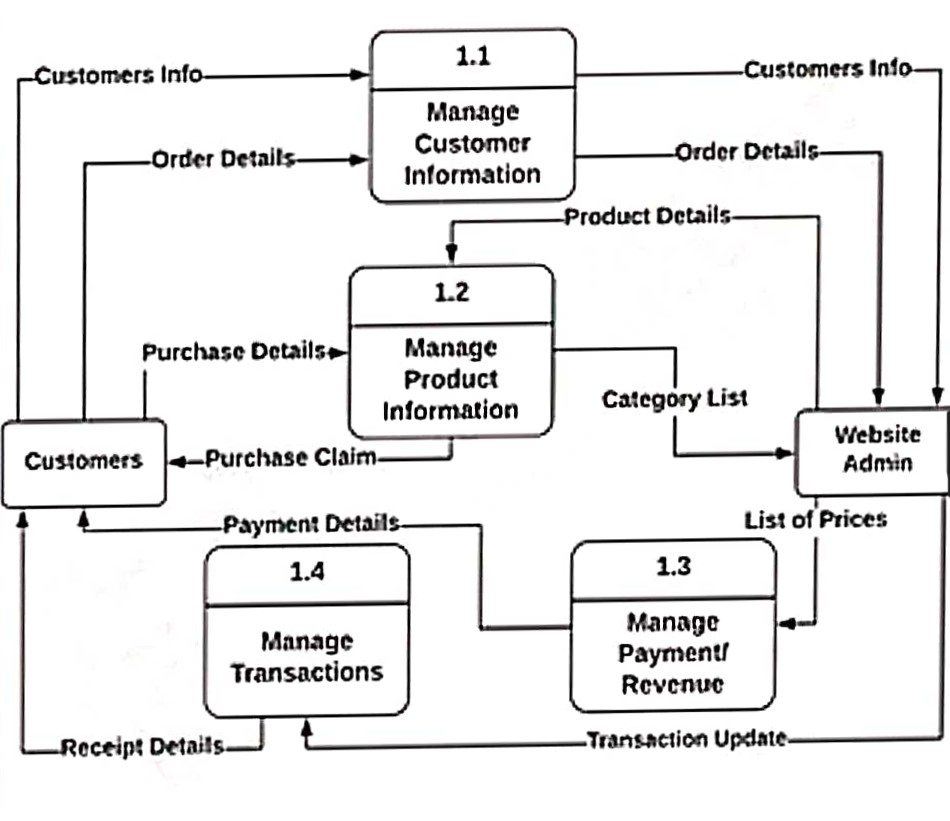 1.1
Customers Info
Customers Info
Manage
Customer
Information
Order Details
Order Details
Product Details
1.2
Purchase Details
Manage
Product
Information
Category List
Customers
Purchase Claim
Website
Admin
Payment Details
List of Prices
1.4
1.3
Manage
Transactions
Manage
Payment/
Revenue
Receipt Details
Transaction Update